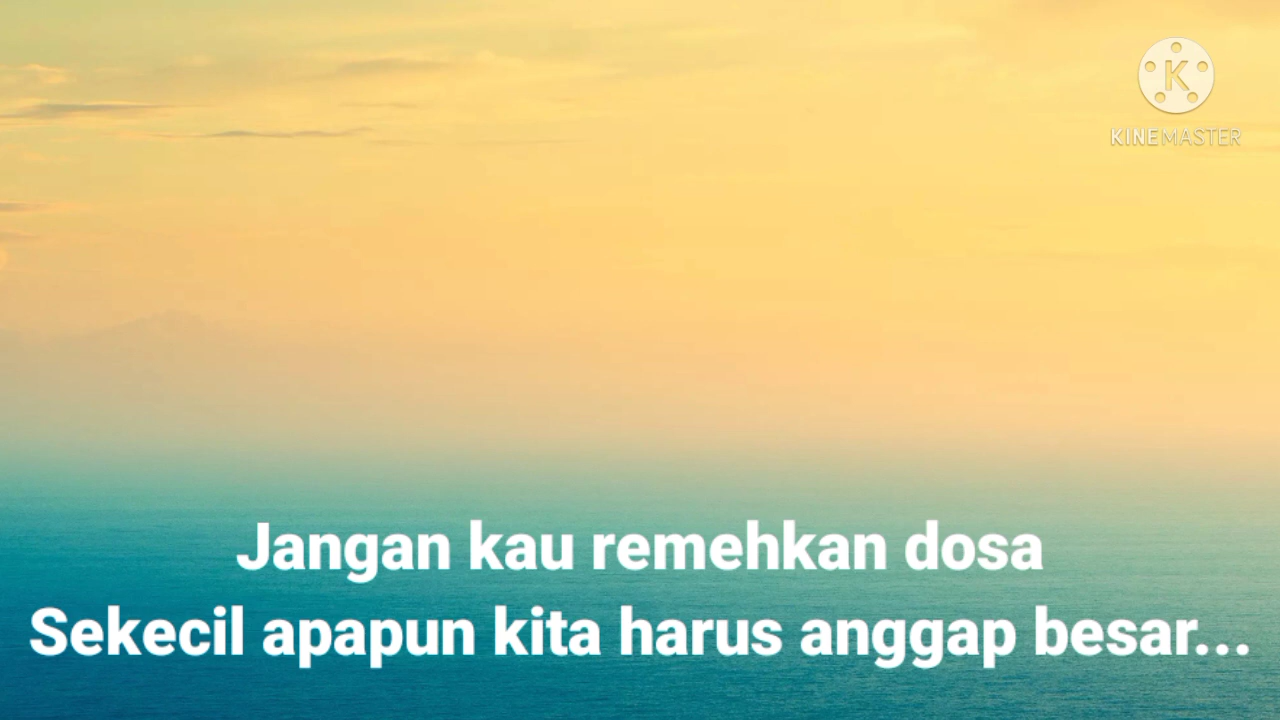 K
KINEMASTER
Jangan kau remehkan dosa
Sekecil apapun kita harus anggap besar...